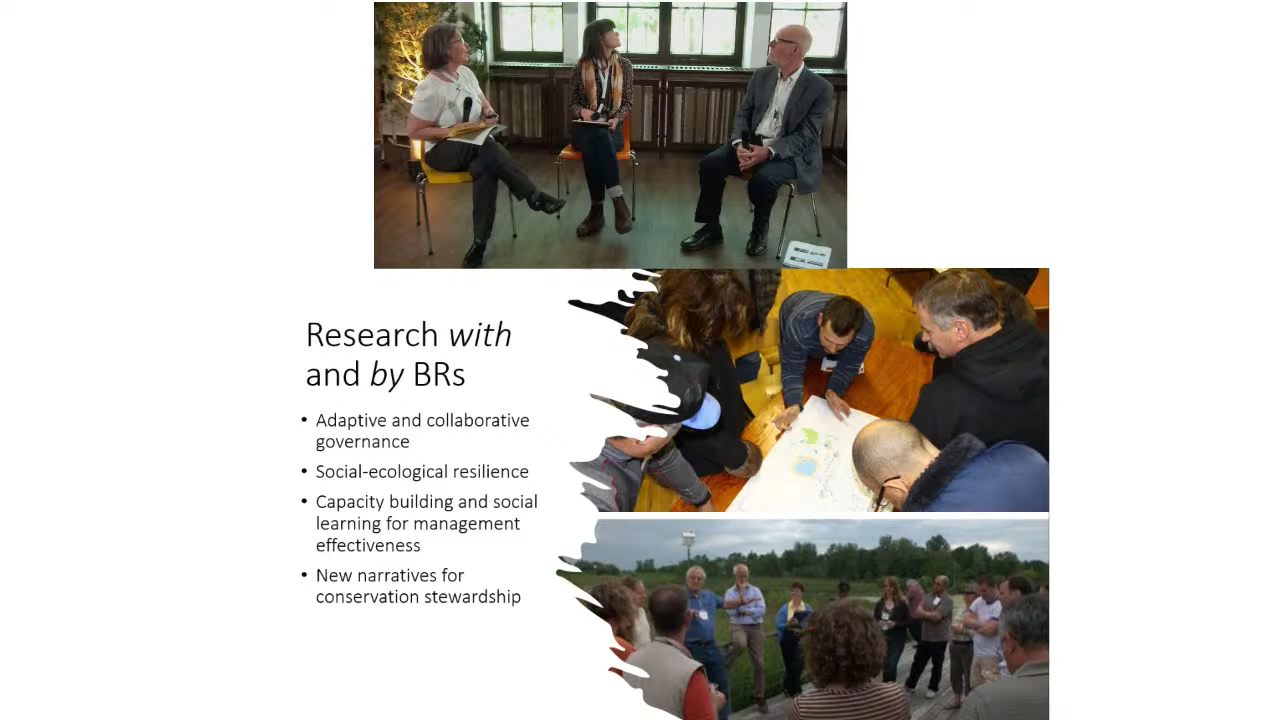 Research with
and by BRs
• Adaptive and collaborative
governance
• Social-ecological resilience
• Capacity building and social
learning for management
effectiveness
• New narratives for
conservation stewardship